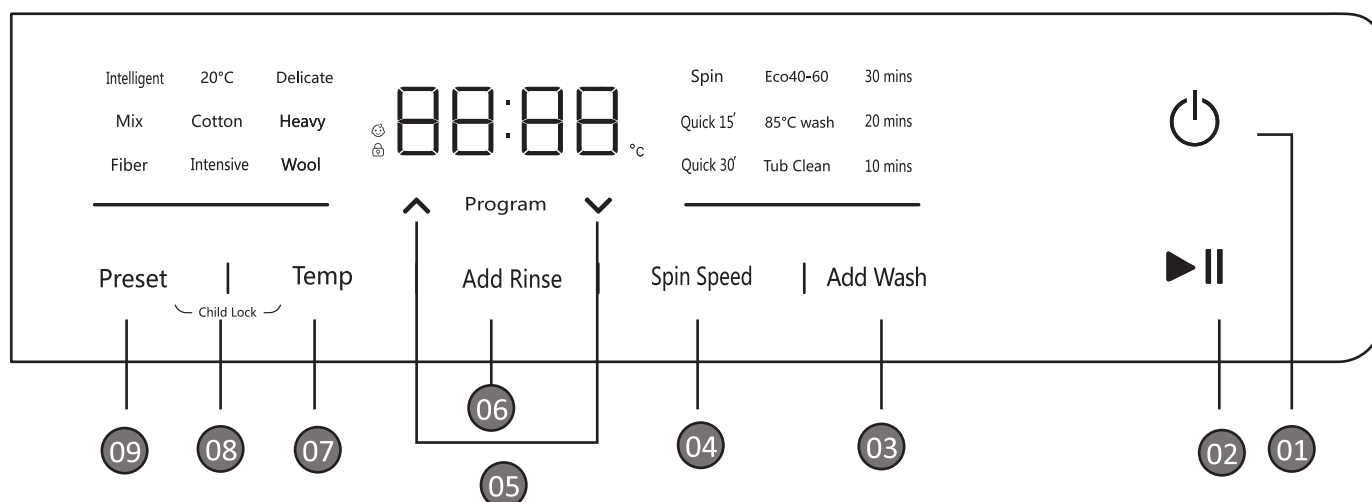 Intelligent 20°C Delicate
Mix Cotton Heavy
Fiber Intensive Wool
88:88 °C
Spin Eco40-60 30 mins
Quick 15′ 85°C wash 20 mins
Quick 30′ Tub Clean 10 mins
Program
Preset | Temp | Add Rinse | Spin Speed | Add Wash
Child Lock
09 08 07 06 05 04 03 02 01